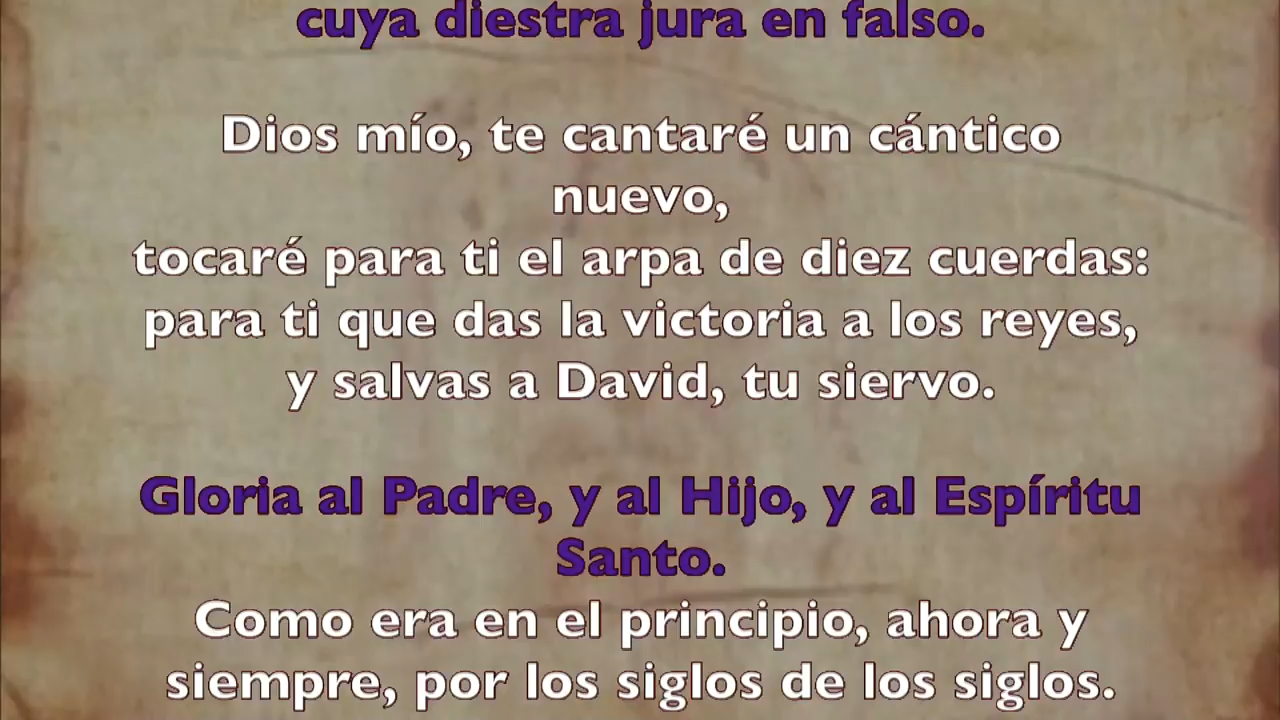 cuya diestra jura en falso.
Dios mío, te cantaré un cántico
nuevo,
tocaré para ti el arpa de diez cuerdas:
para ti que das la victoria a los reyes,
y salvas a David, tu siervo.
Gloria al Padre, y al Hijo, y al Espíritu
Santo.
Como era en el principio, ahora y
siempre, por los siglos de los siglos.